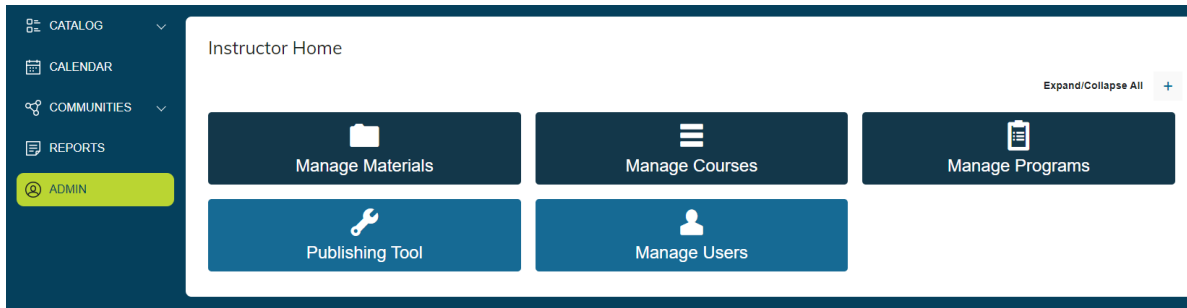 CATALOG
CALENDAR
COMMUNITIES
REPORTS
ADMIN
Instructor Home
Expand/Collapse All +
Manage Materials
Manage Courses
Manage Programs
Publishing Tool
Manage Users